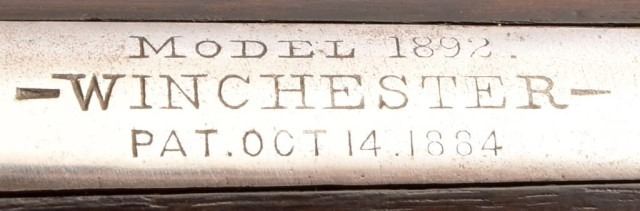 MODEL 1892.
-WINCHESTER-
PAT. OCT 14. 1884